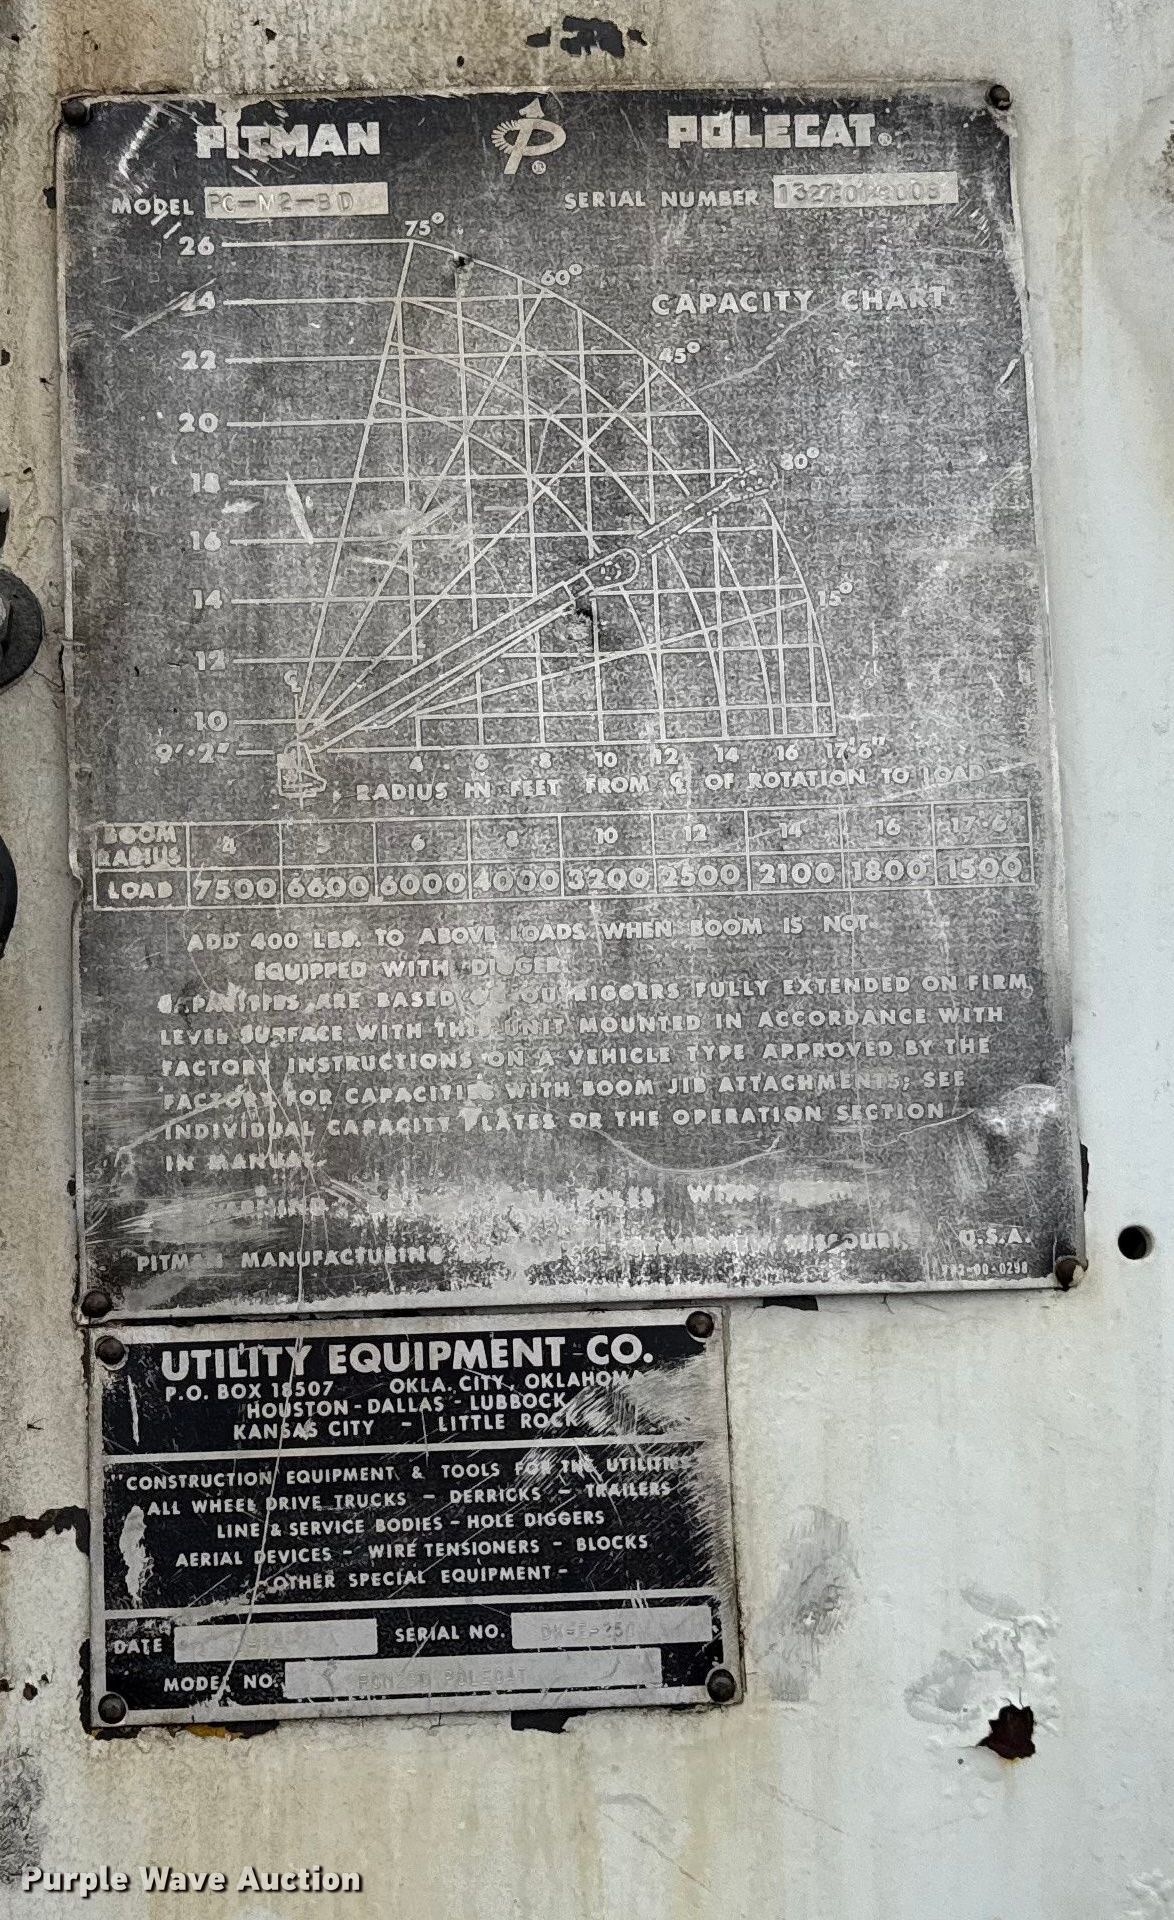 PITMAN P POLECAT®
MODEL PC-M2-BD SERIAL NUMBER
26 75°
24 60°
CAPACITY CHART
22 45°
20
18 30°
16
14 15°
12
10
9'-2"
4 6 8 10 12 14 16 17'-6"
RADIUS IN FEET FROM ℄ OF ROTATION TO LOAD
BOOM RADIUS 4 5 6 8 10 12 14 16 17-6"
LOAD 7500 6600 6000 4000 3200 2500 2100 1800 1500
ADD 400 LBS. TO ABOVE LOADS WHEN BOOM IS NOT
EQUIPPED WITH DIGGER
CAPACITIES ARE BASED ON OUTRIGGERS FULLY EXTENDED ON FIRM,
LEVEL SURFACE WITH THIS UNIT MOUNTED IN ACCORDANCE WITH
FACTORY INSTRUCTIONS ON A VEHICLE TYPE APPROVED BY THE
FACTORY FOR CAPACITIES WITH BOOM JIB ATTACHMENTS; SEE
INDIVIDUAL CAPACITY PLATES OR THE OPERATION SECTION
IN MANUAL.
POLES WITH
PITMAN MANUFACTURING MISSOURI U.S.A.
UTILITY EQUIPMENT CO.
P.O. BOX 18507 OKLA. CITY, OKLAHOMA
HOUSTON - DALLAS - LUBBOCK
KANSAS CITY - LITTLE ROCK
"CONSTRUCTION EQUIPMENT & TOOLS FOR THE UTILITIES
ALL WHEEL DRIVE TRUCKS - DERRICKS - TRAILERS
LINE & SERVICE BODIES - HOLE DIGGERS
AERIAL DEVICES - WIRE TENSIONERS - BLOCKS
-OTHER SPECIAL EQUIPMENT-
DATE SERIAL NO.
MODEL NO. POLECAT
Purple Wave Auction